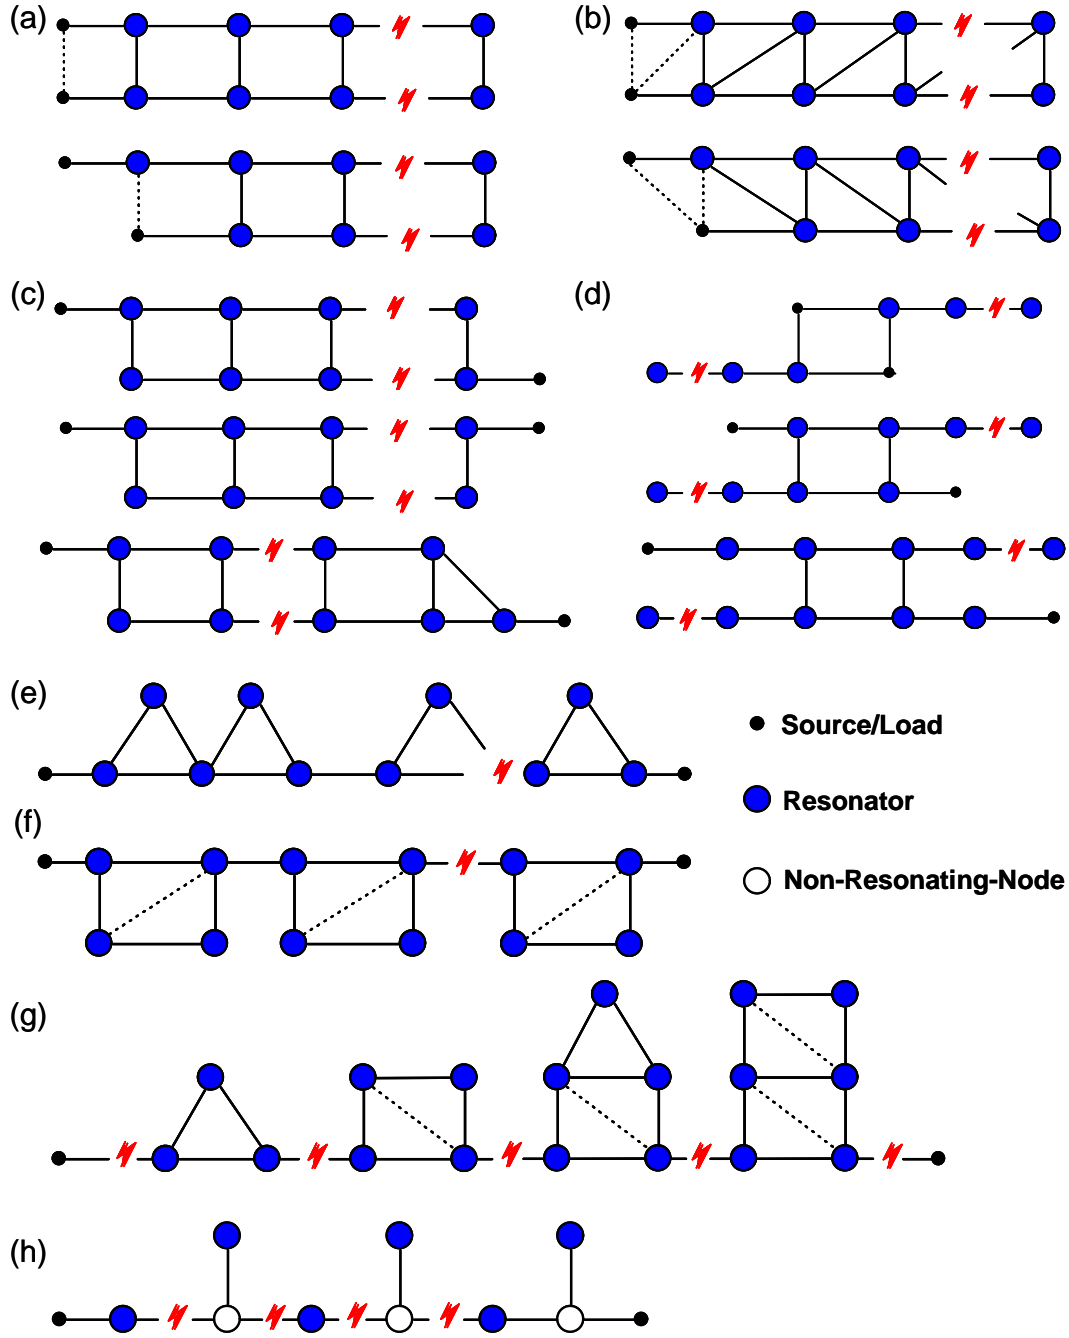 (a)
(b)
(c)
(d)
(e)
Source/Load
Resonator
(f)
Non-Resonating-Node
(g)
(h)